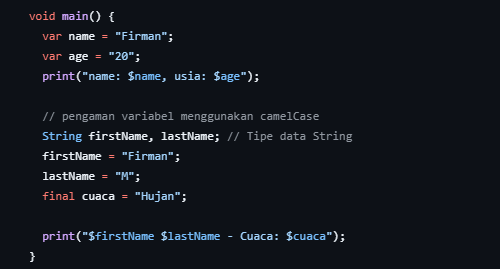 void main() {
  var name = "Firman";
  var age = "20";
  print("name: $name, usia: $age");

  // pengaman variabel menggunakan camelCase
  String firstName, lastName; // Tipe data String
  firstName = "Firman";
  lastName = "M";
  final cuaca = "Hujan";

  print("$firstName $lastName - Cuaca: $cuaca");
}